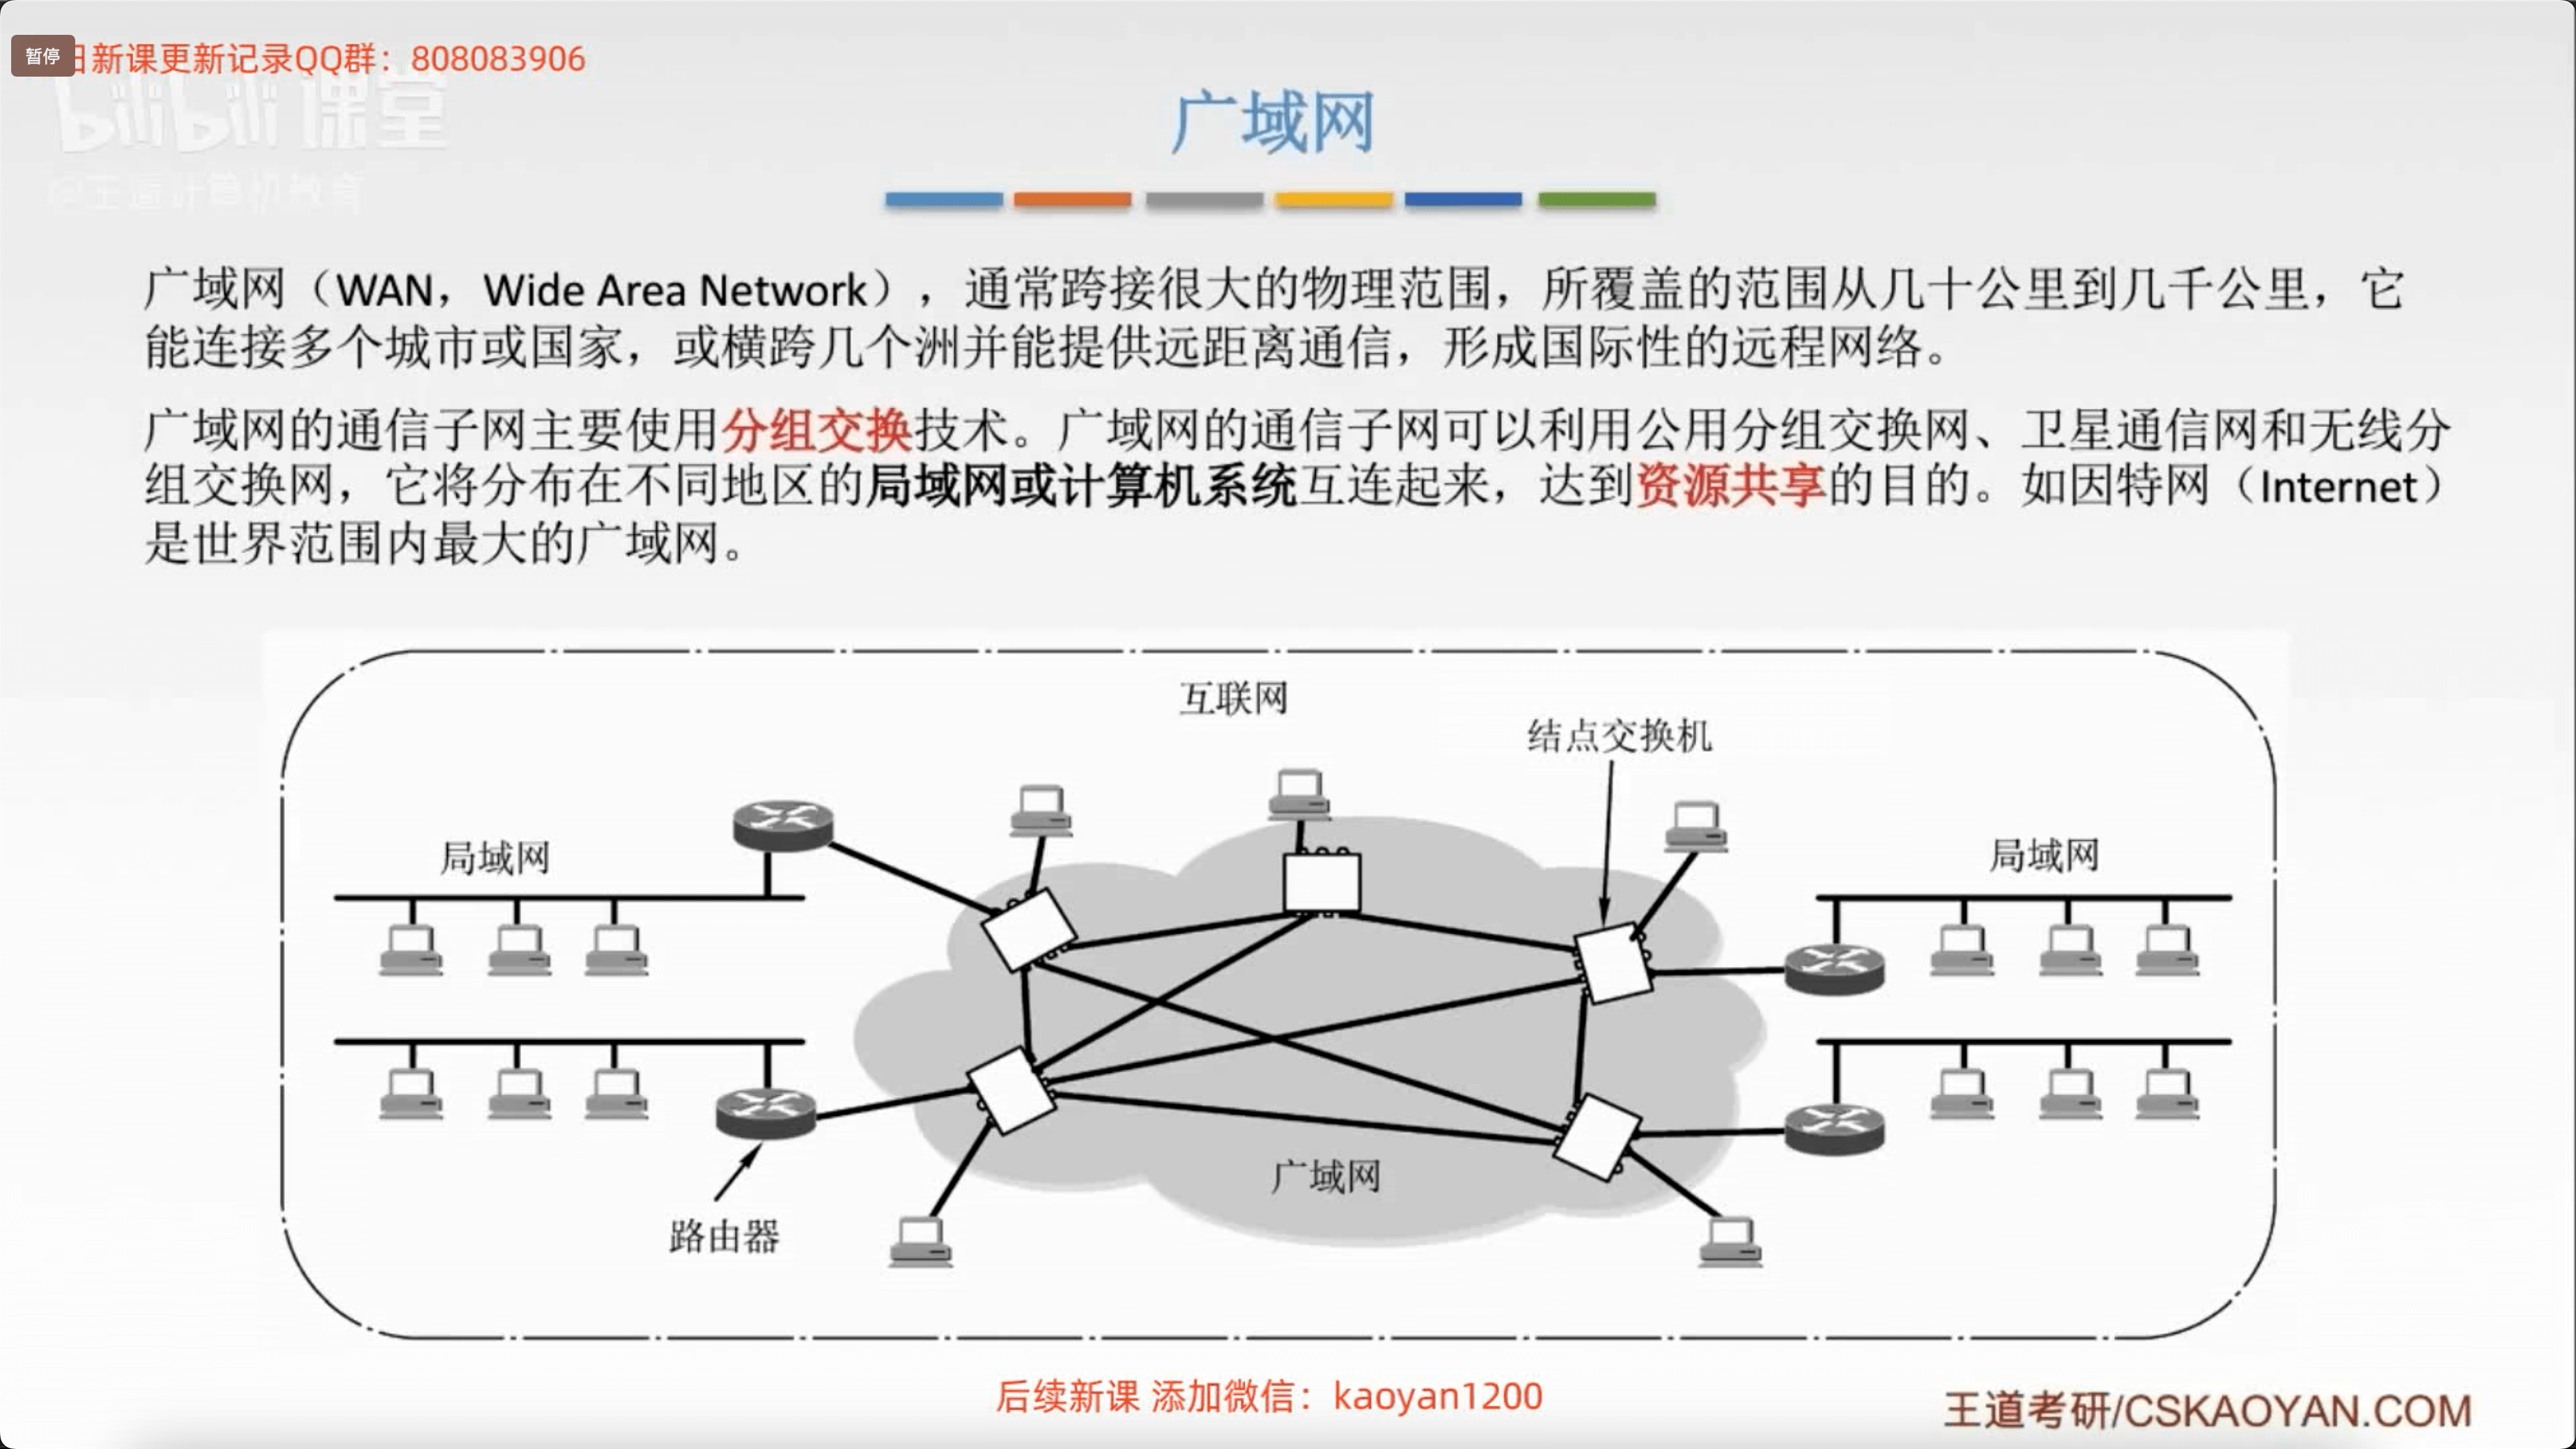 暂停
日新课更新记录QQ群：808083906
bilibili 课堂
@王道计算机教育
广域网
广域网（WAN，Wide Area Network），通常跨接很大的物理范围，所覆盖的范围从几十公里到几千公里，它
能连接多个城市或国家，或横跨几个洲并能提供远距离通信，形成国际性的远程网络。
广域网的通信子网主要使用分组交换技术。广域网的通信子网可以利用公用分组交换网、卫星通信网和无线分
组交换网，它将分布在不同地区的局域网或计算机系统互连起来，达到资源共享的目的。如因特网（Internet）
是世界范围内最大的广域网。
互联网
结点交换机
局域网
局域网
广域网
路由器
后续新课 添加微信：kaoyan1200
王道考研/CSKAOYAN.COM